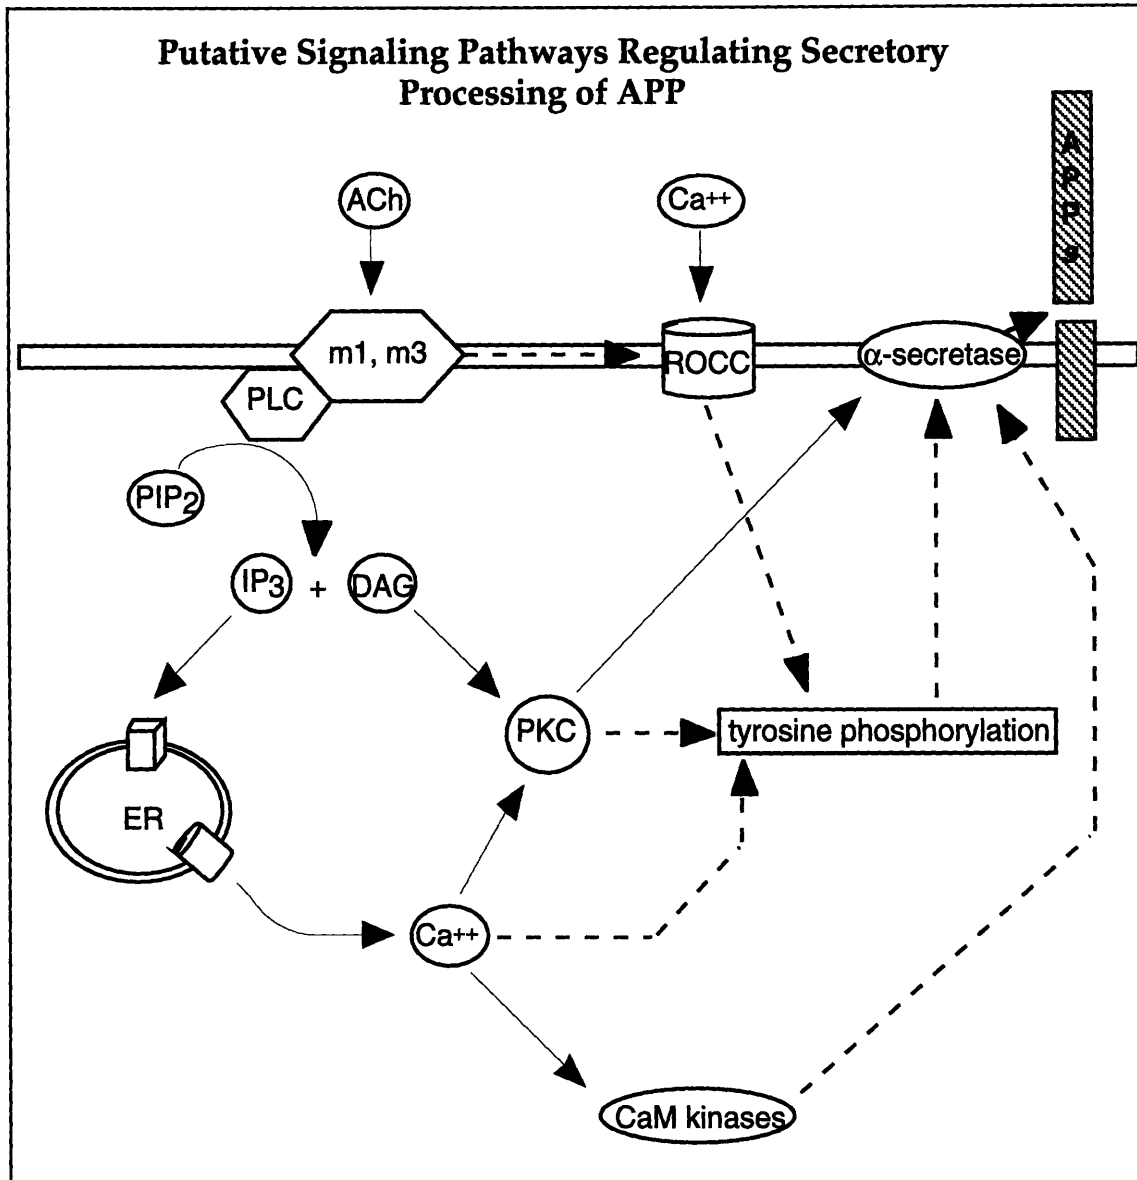 Putative Signaling Pathways Regulating Secretory
Processing of APP
ACh
Ca++
APPs
m1, m3
ROCC
α-secretase
PLC
PIP2
IP3 + DAG
PKC
tyrosine phosphorylation
ER
Ca++
CaM kinases